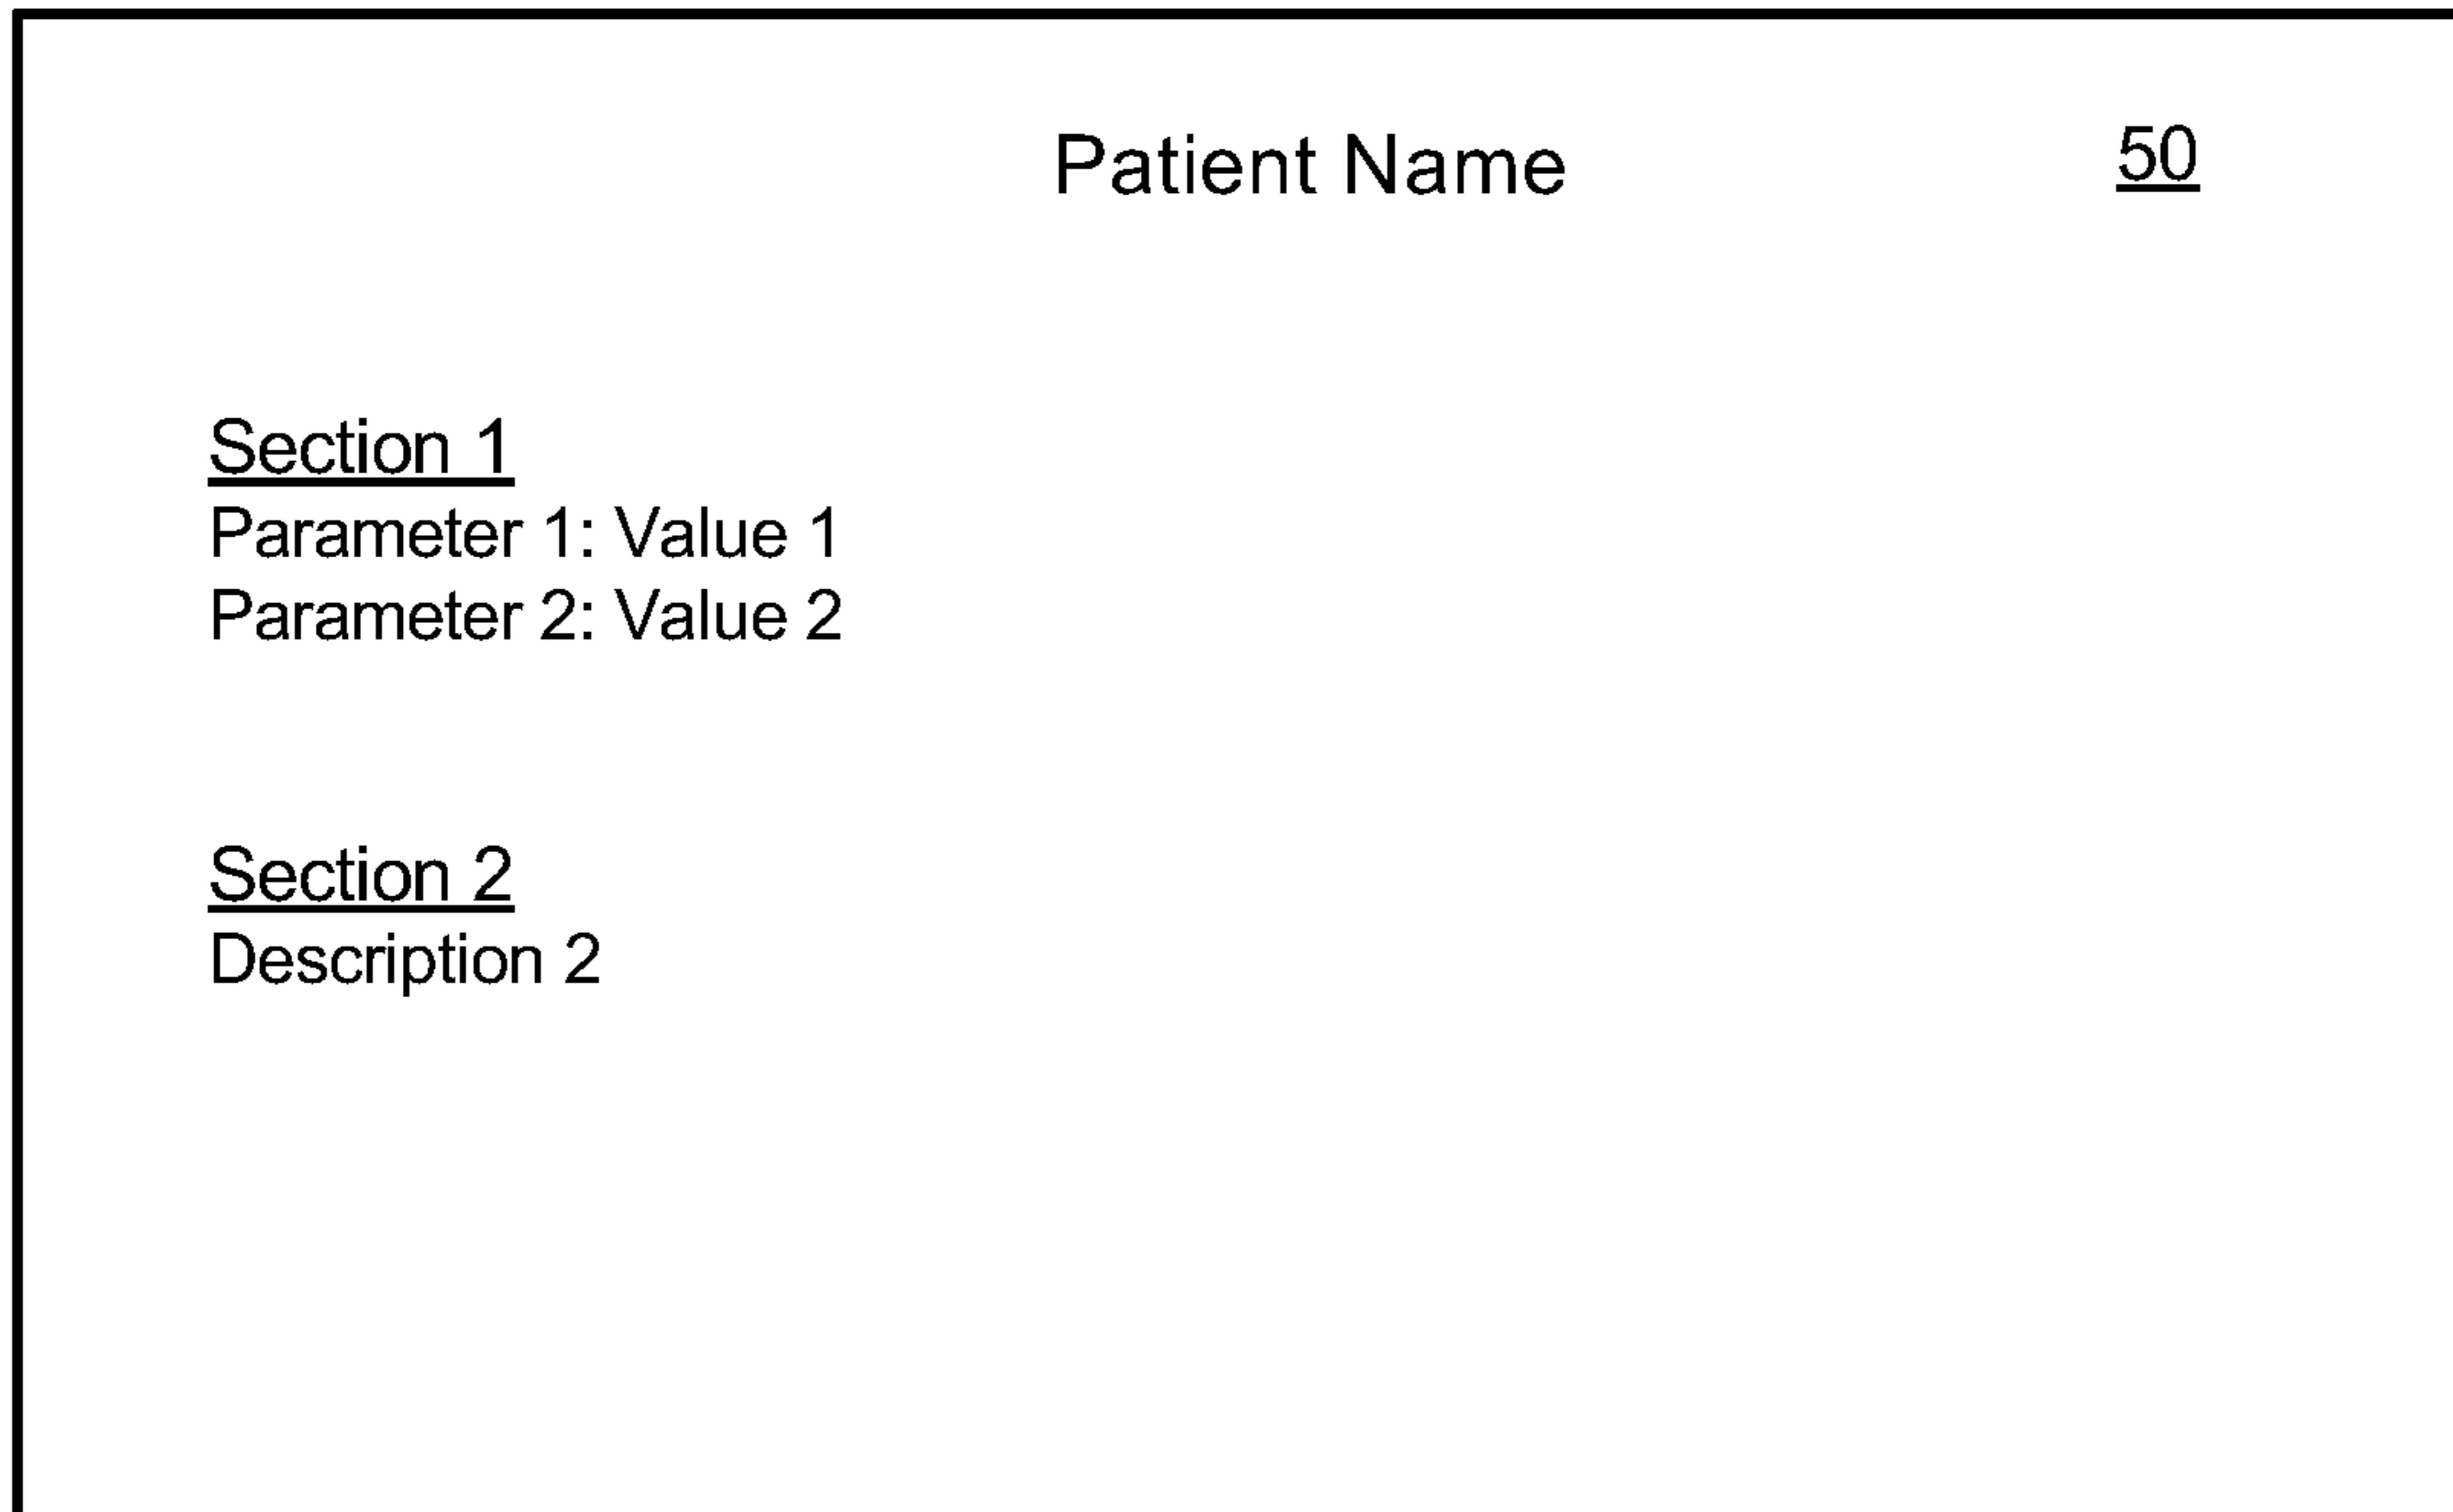 Patient Name 50
Section 1
Parameter 1: Value 1
Parameter 2: Value 2
Section 2
Description 2